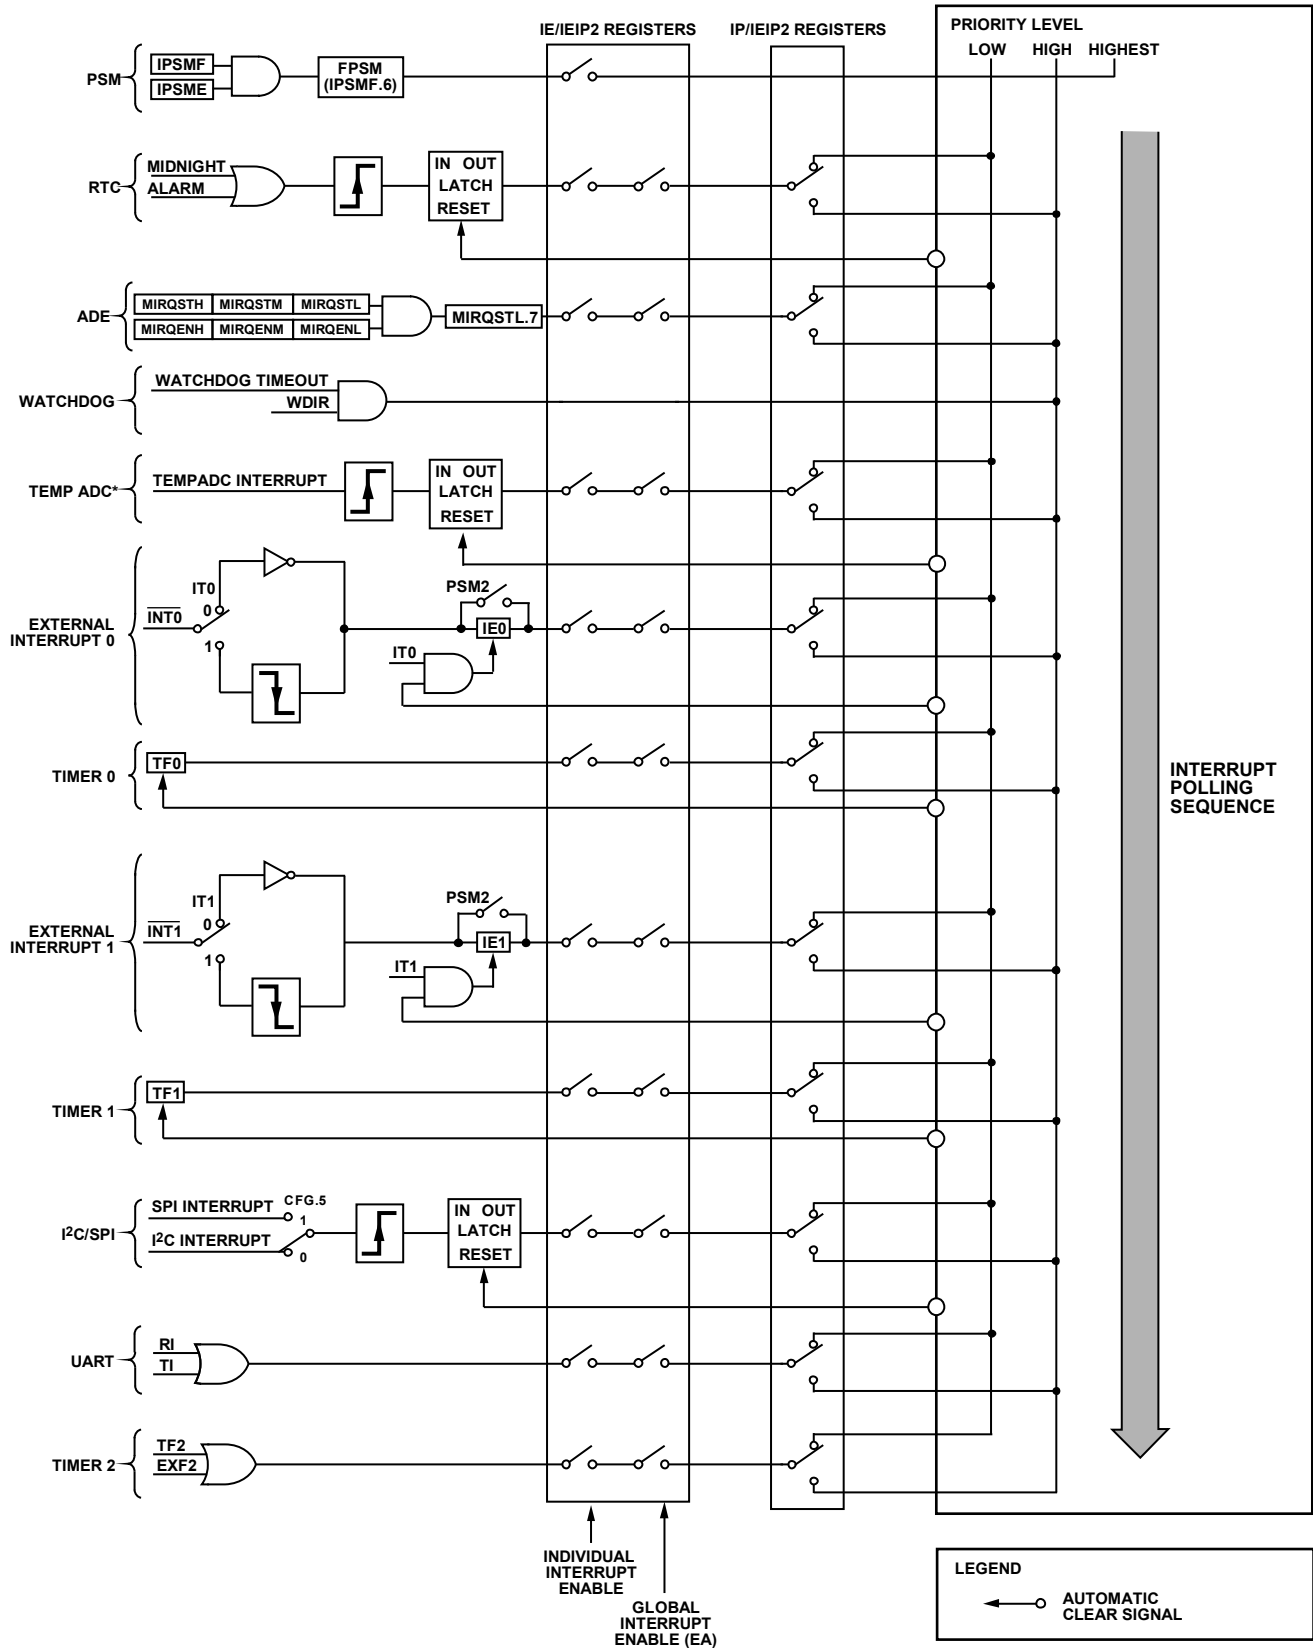 IE/IEIP2 REGISTERS
IP/IEIP2 REGISTERS
PRIORITY LEVEL
LOW HIGH HIGHEST
PSM
IPSMF
IPSME
FPSM
(IPSMF.6)
RTC
MIDNIGHT
ALARM
IN OUT
LATCH
RESET
ADE
MIRQSTH MIRQSTM MIRQSTL
MIRQENH MIRQENM MIRQENL
MIRQSTL.7
WATCHDOG
WATCHDOG TIMEOUT
WDIR
TEMP ADC*
TEMPADC INTERRUPT
IN OUT
LATCH
RESET
EXTERNAL
INTERRUPT 0
INT0
IT0
0
1
PSM2
IE0
IT0
TIMER 0
TF0
INTERRUPT
POLLING
SEQUENCE
EXTERNAL
INTERRUPT 1
INT1
IT1
0
1
PSM2
IE1
IT1
TIMER 1
TF1
I2C/SPI
SPI INTERRUPT
I2C INTERRUPT
CFG.5
1
0
IN OUT
LATCH
RESET
UART
RI
TI
TIMER 2
TF2
EXF2
INDIVIDUAL
INTERRUPT
ENABLE
GLOBAL
INTERRUPT
ENABLE (EA)
LEGEND
AUTOMATIC
CLEAR SIGNAL